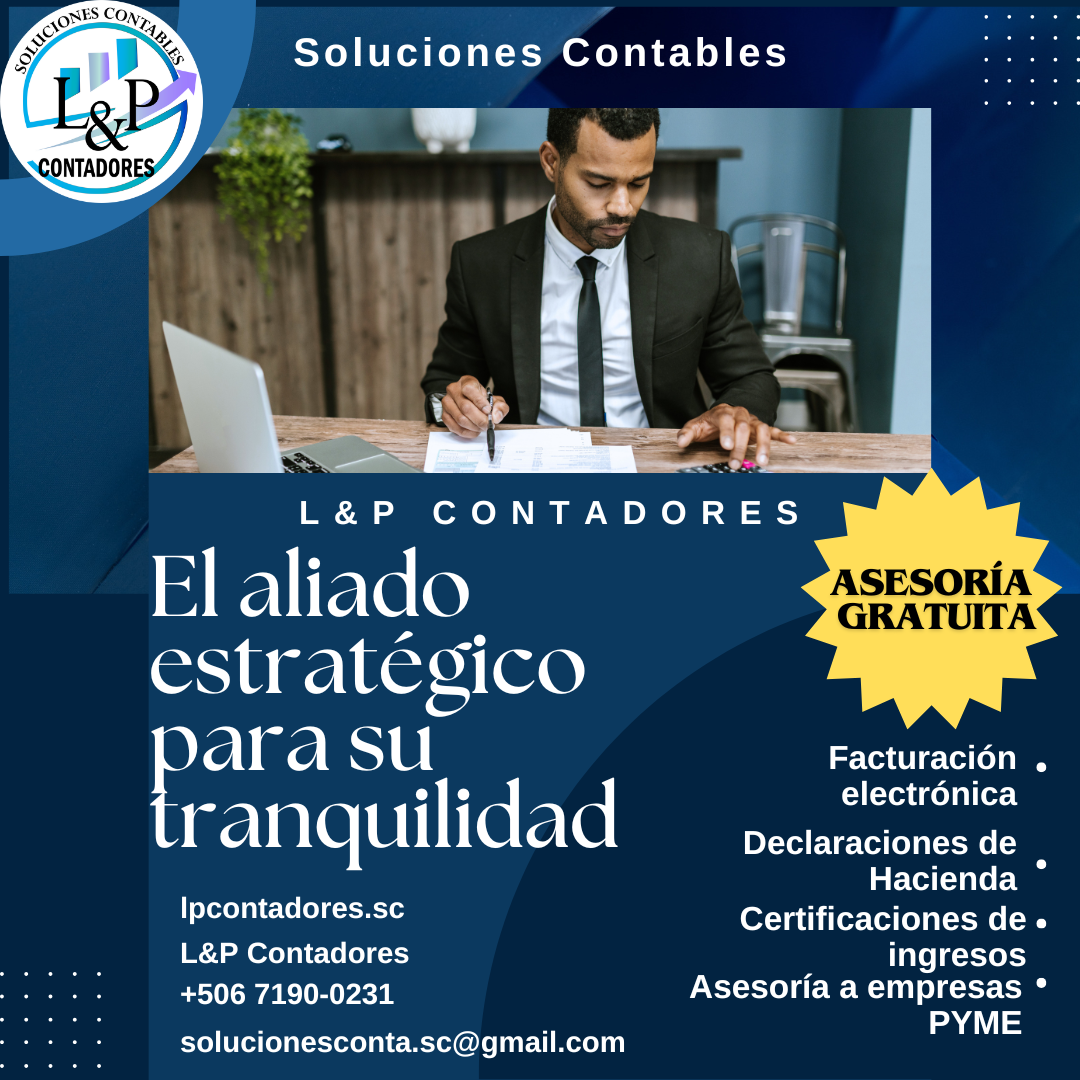 SOLUCIONES CONTABLES
L&P
CONTADORES
Soluciones Contables
L&P CONTADORES
El aliado
estratégico
para su
tranquilidad
ASESORÍA
GRATUITA
Facturación
electrónica
Declaraciones de
Hacienda
Certificaciones de
ingresos
Asesoría a empresas
PYME
lpcontadores.sc
L&P Contadores
+506 7190-0231
solucionesconta.sc@gmail.com